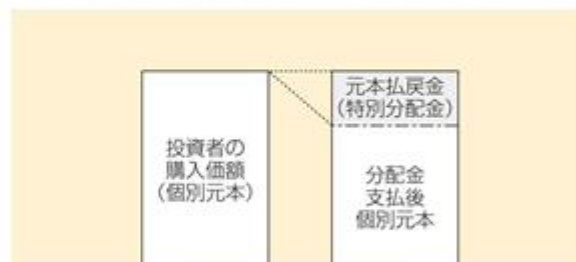 投資者の
購入価額
（個別元本）
元本払戻金
（特別分配金）
分配金
支払後
個別元本